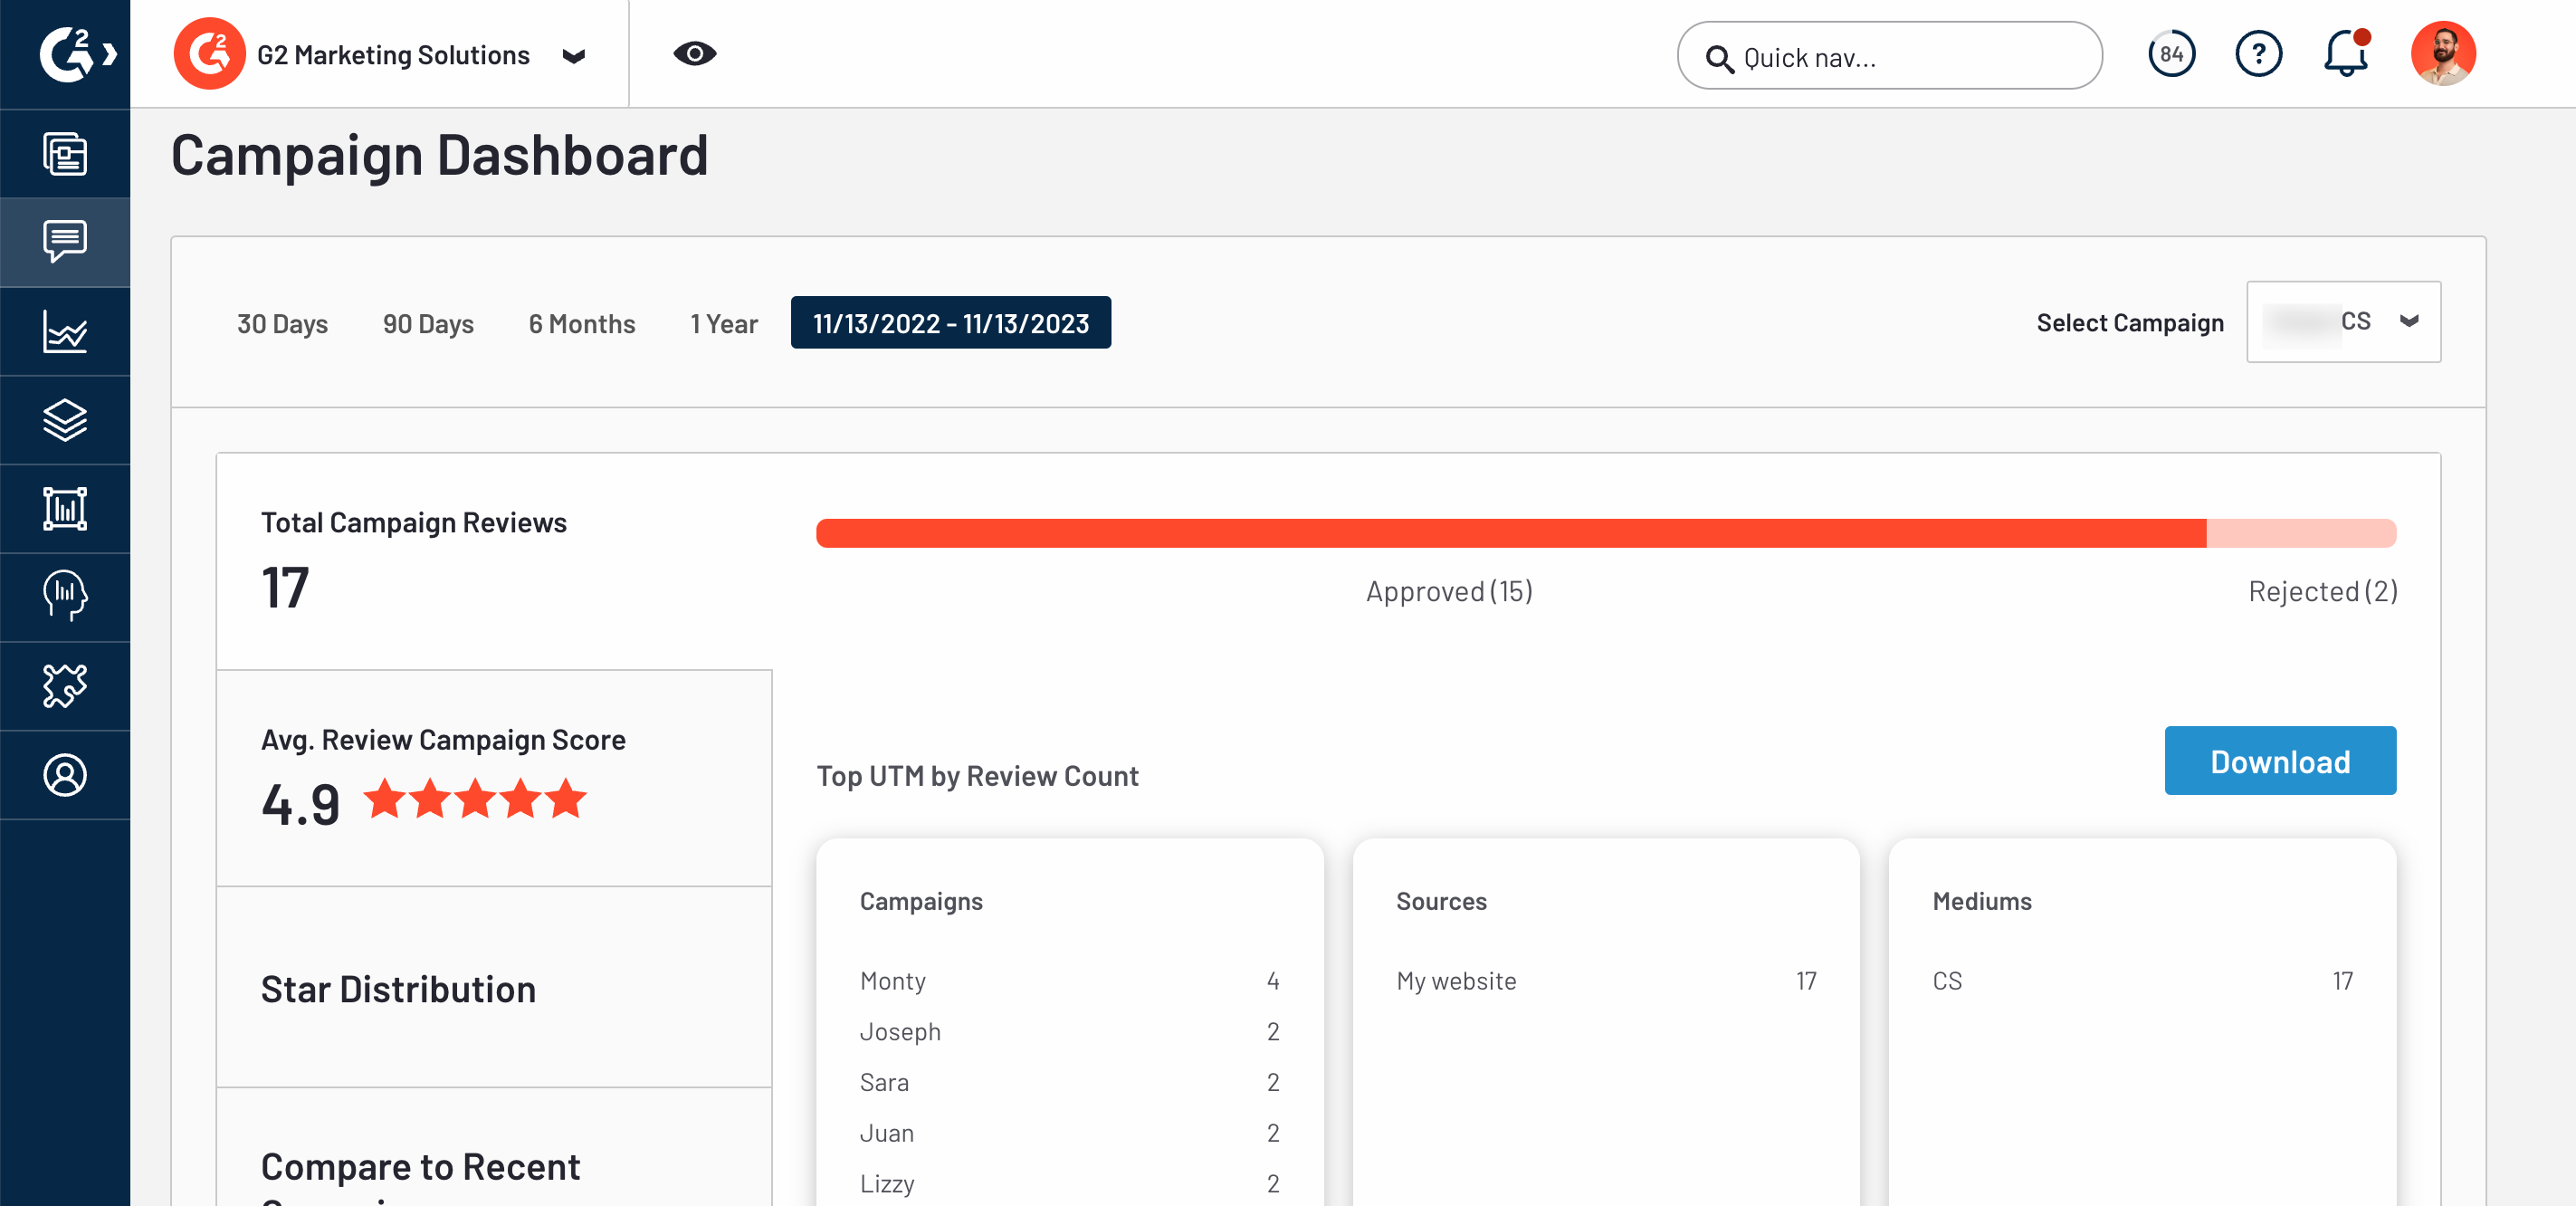 G2 Marketing Solutions
Quick nav...
84
?
Campaign Dashboard
30 Days
90 Days
6 Months
1 Year
11/13/2022 - 11/13/2023
Select Campaign
CS
Total Campaign Reviews
17
Approved (15)
Rejected (2)
Avg. Review Campaign Score
4.9
Top UTM by Review Count
Download
Campaigns
Monty 4
Joseph 2
Sara 2
Juan 2
Lizzy 2
Sources
My website 17
Mediums
CS 17
Star Distribution
Compare to Recent